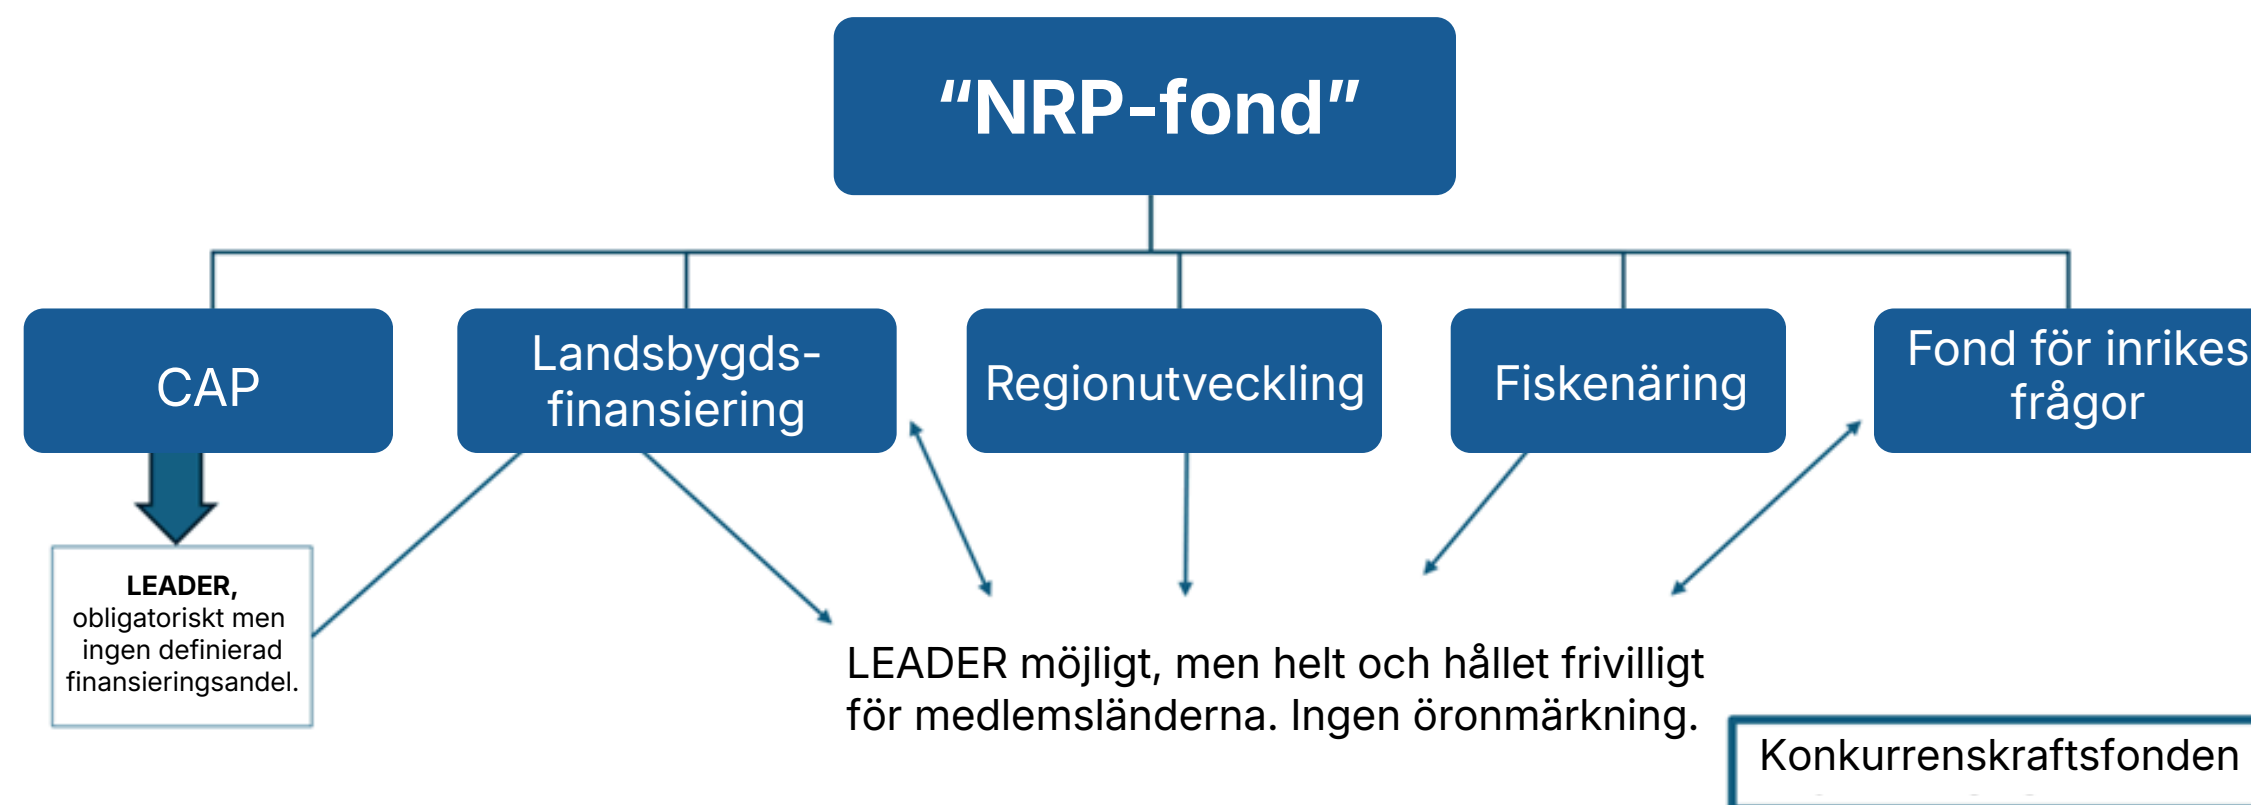 “NRP-fond”
CAP
Landsbygds-
finansiering
Regionutveckling
Fiskenäring
Fond för inrikes
frågor
LEADER,
obligatoriskt men
ingen definierad
finansieringsandel.
LEADER möjligt, men helt och hållet frivilligt
för medlemsländerna. Ingen öronmärkning.
Konkurrenskraftsfonden